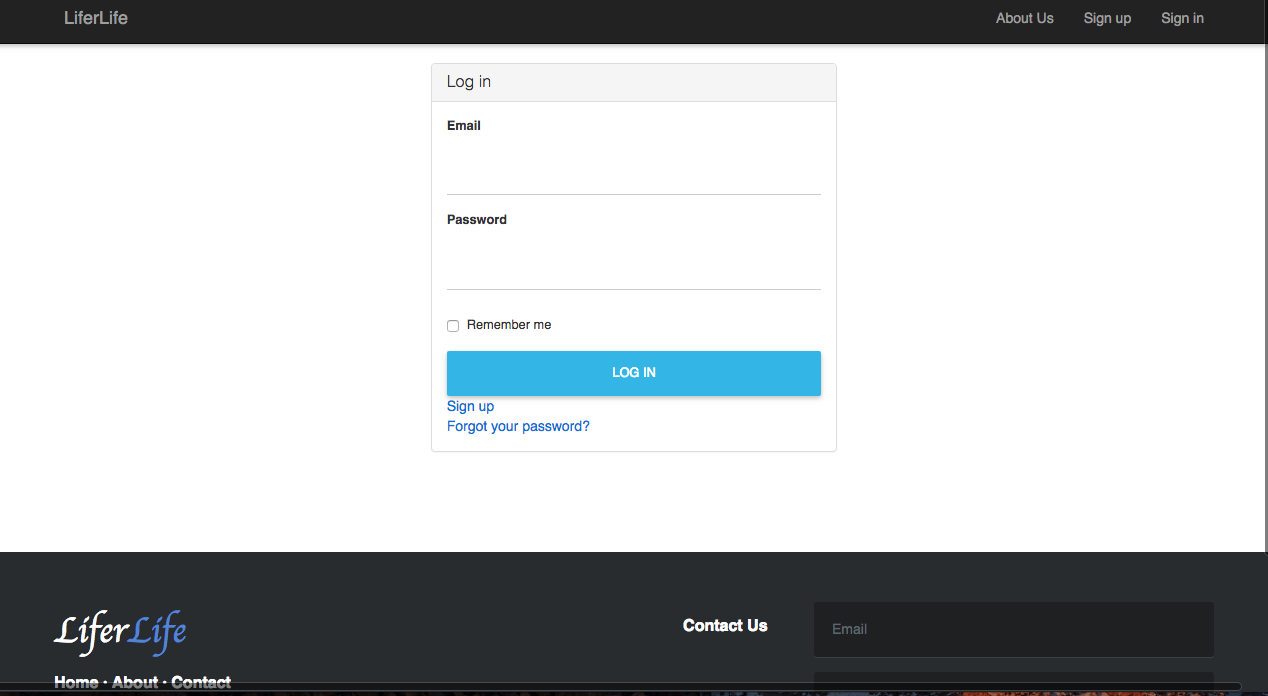 LiferLife About Us Sign up Sign in
Log in
Email
Password
Remember me
LOG IN
Sign up
Forgot your password?
LiferLife
Contact Us
Email
Home · About · Contact